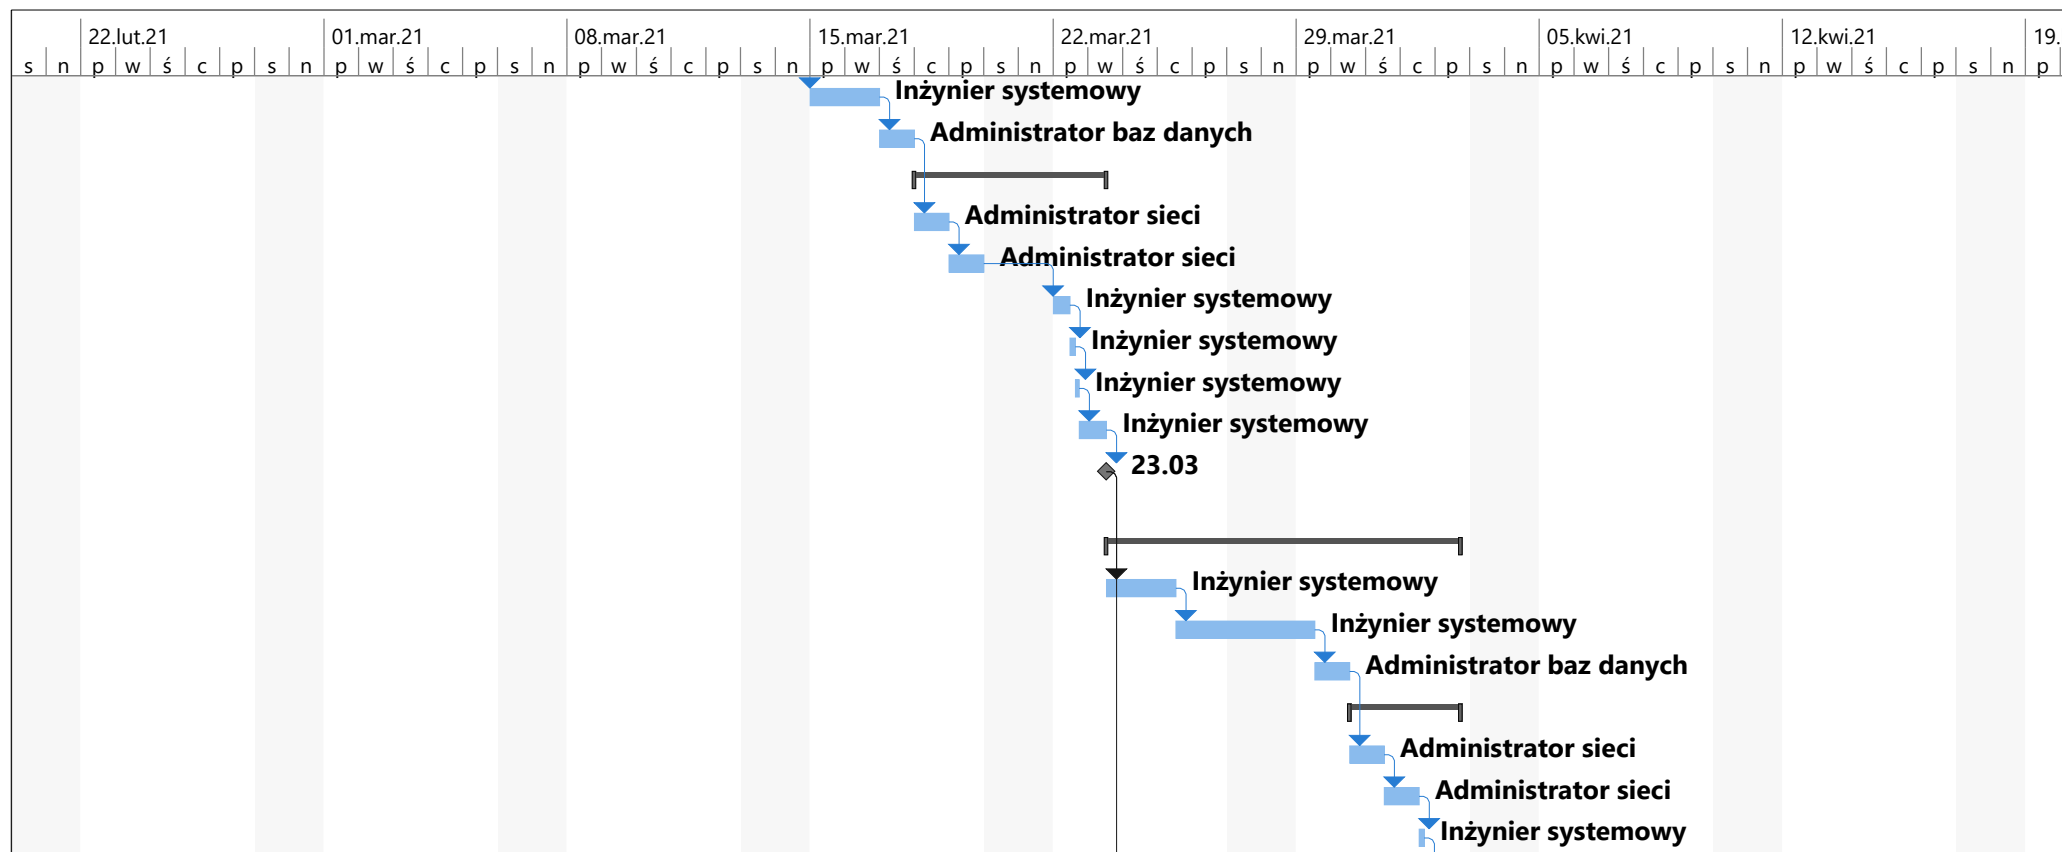 22.lut.21 01.mar.21 08.mar.21 15.mar.21 22.mar.21 29.mar.21 05.kwi.21 12.kwi.21 19.
s n p w ś c p s n p w ś c p s n p w ś c p s n p w ś c p s n p w ś c p s n p w ś c p s n p w ś c p s n p w ś c p s n p
Inżynier systemowy
Administrator baz danych
Administrator sieci
Administrator sieci
Inżynier systemowy
Inżynier systemowy
Inżynier systemowy
Inżynier systemowy
23.03
Inżynier systemowy
Inżynier systemowy
Administrator baz danych
Administrator sieci
Administrator sieci
Inżynier systemowy